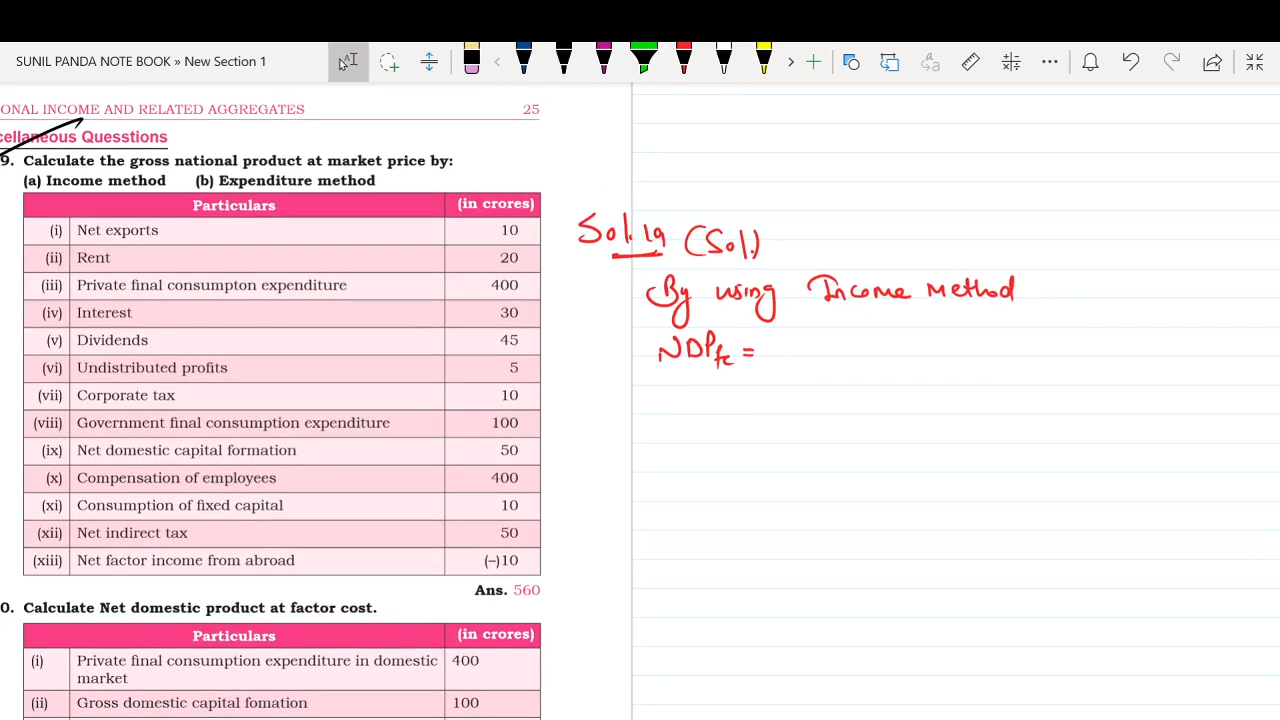 SUNIL PANDA NOTE BOOK » New Section 1
ONAL INCOME AND RELATED AGGREGATES 25
cellaneous Quesstions
9. Calculate the gross national product at market price by:
(a) Income method (b) Expenditure method
Particulars (in crores)
(i) Net exports 10
(ii) Rent 20
(iii) Private final consumpton expenditure 400
(iv) Interest 30
(v) Dividends 45
(vi) Undistributed profits 5
(vii) Corporate tax 10
(viii) Government final consumption expenditure 100
(ix) Net domestic capital formation 50
(x) Compensation of employees 400
(xi) Consumption of fixed capital 10
(xii) Net indirect tax 50
(xiii) Net factor income from abroad (–)10
Ans. 560
0. Calculate Net domestic product at factor cost.
Particulars (in crores)
(i) Private final consumption expenditure in domestic 400
market
(ii) Gross domestic capital fomation 100
Sol. 19 (Sol.)
By using Income method
NDPfc =